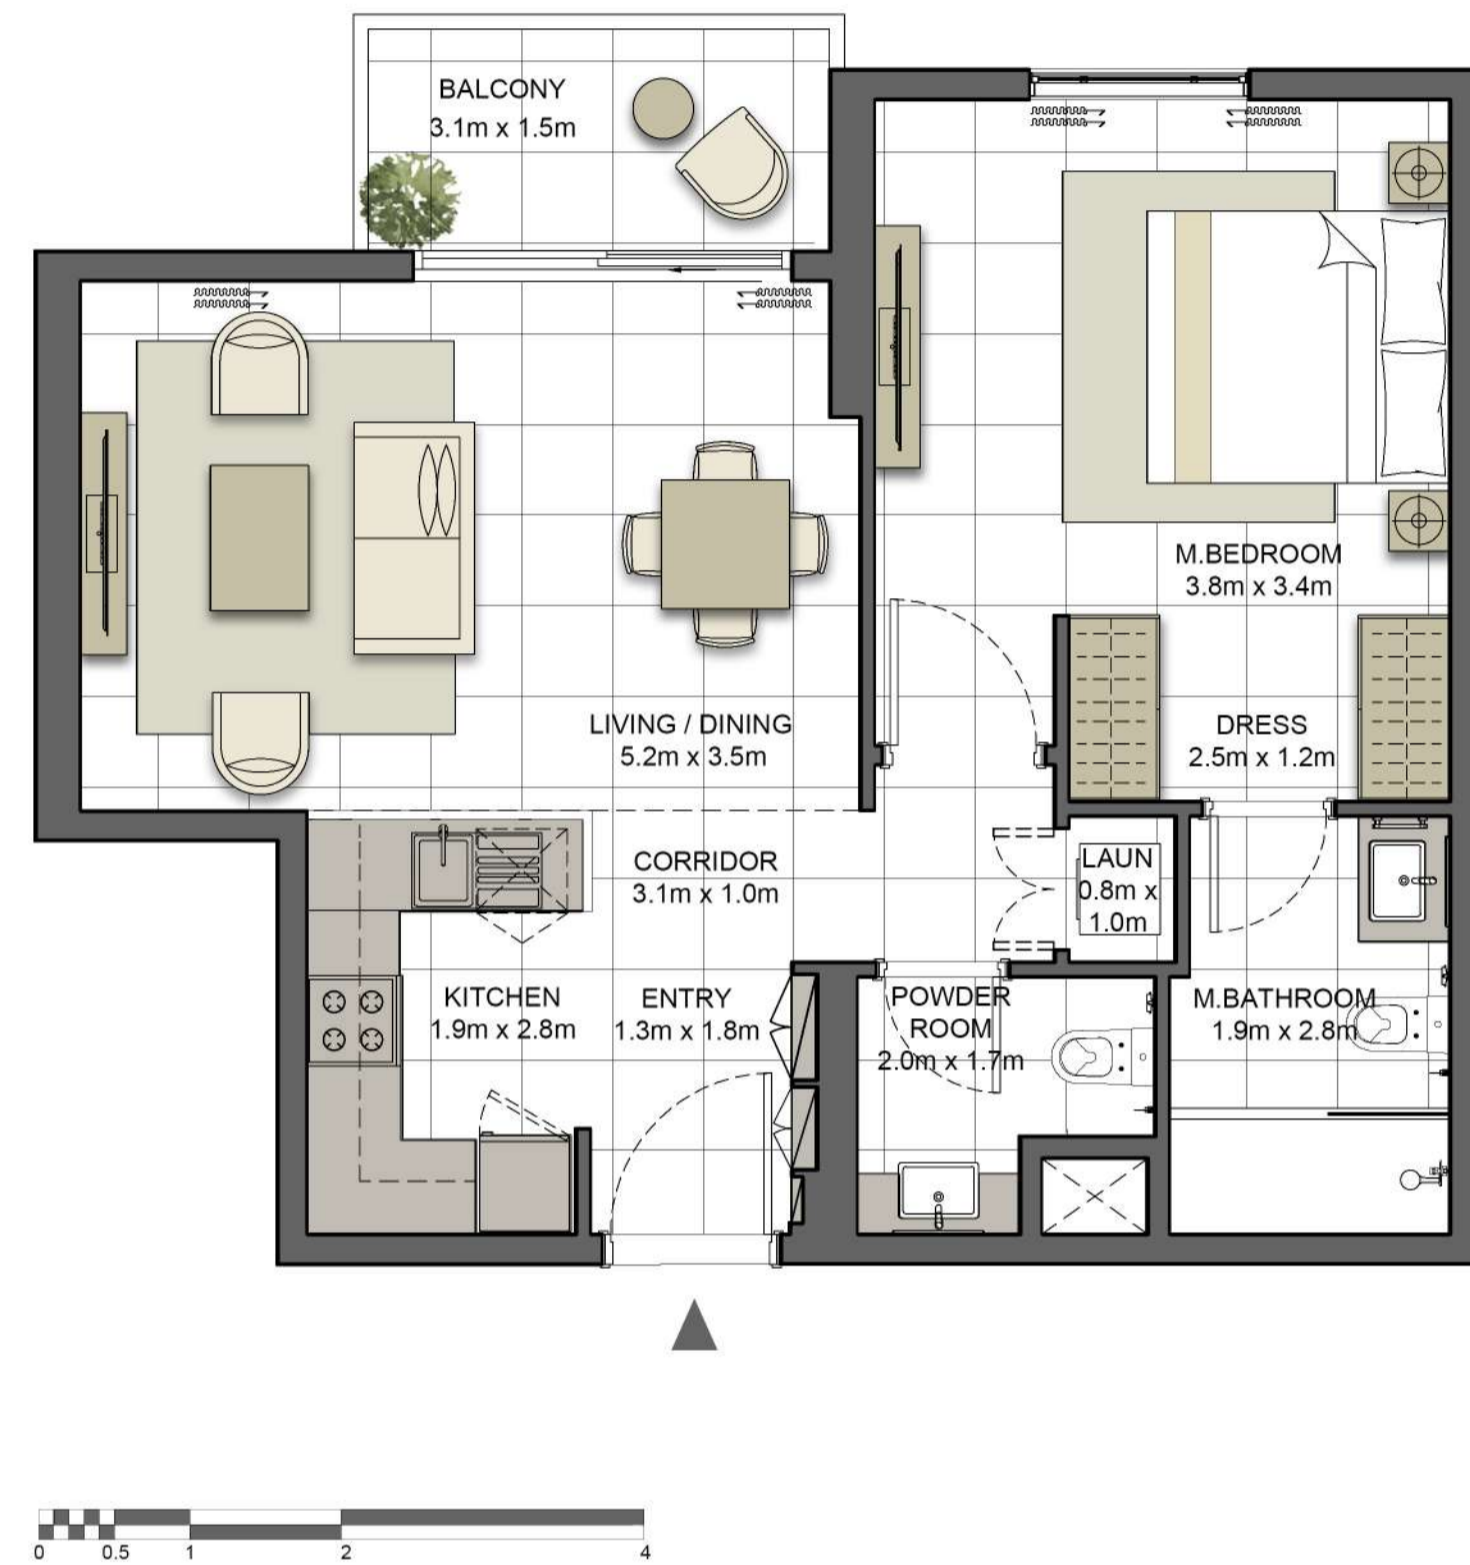 BALCONY
3.1m x 1.5m
M.BEDROOM
3.8m x 3.4m
LIVING / DINING
5.2m x 3.5m
DRESS
2.5m x 1.2m
CORRIDOR
3.1m x 1.0m
LAUN
0.8m x
1.0m
KITCHEN
1.9m x 2.8m
ENTRY
1.3m x 1.8m
POWDER
ROOM
2.0m x 1.7m
M.BATHROOM
1.9m x 2.8m
0 0.5 1 2 4